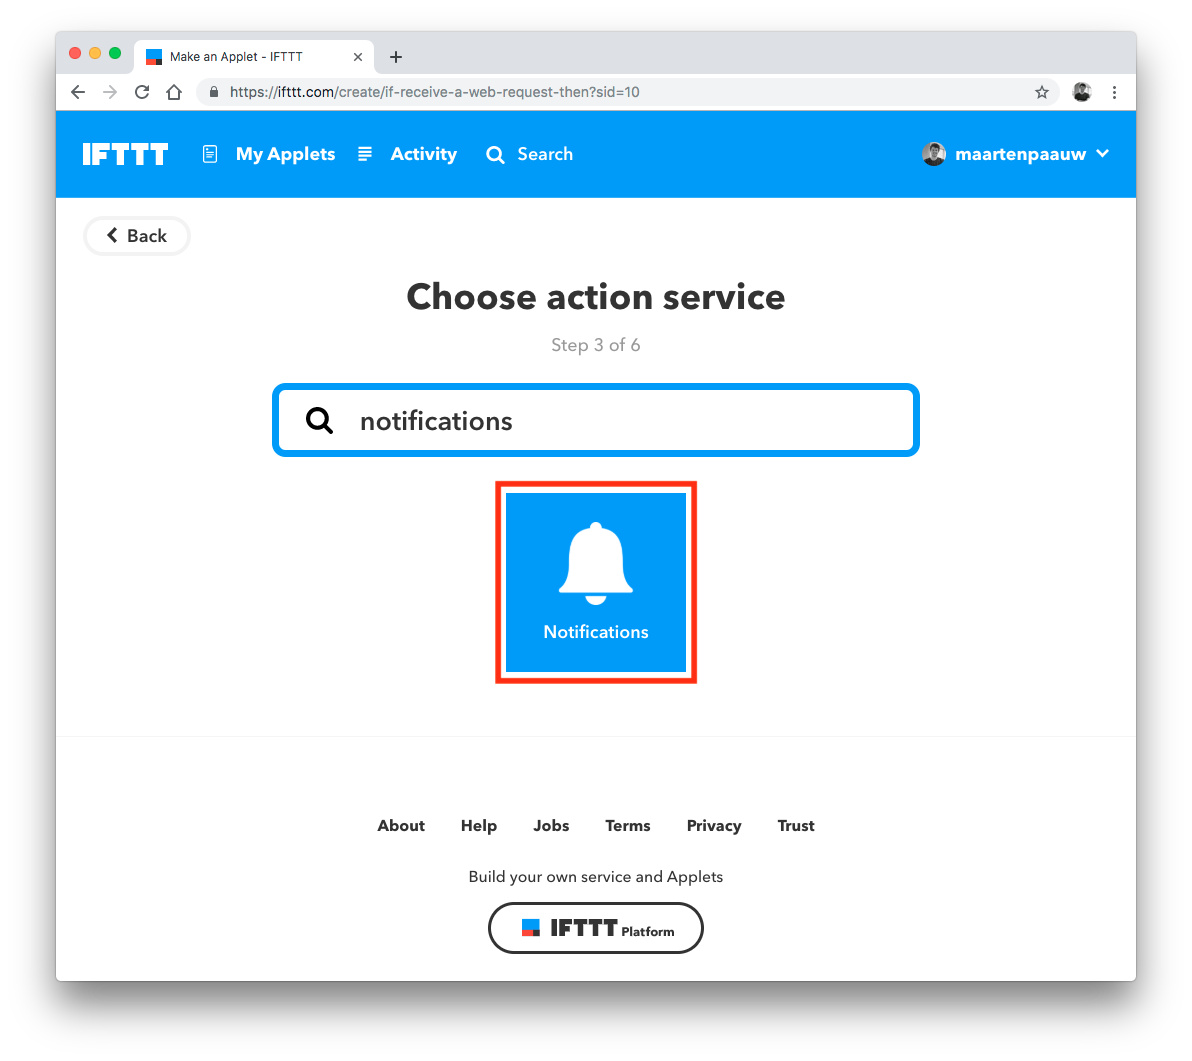 Make an Applet - IFTTT
https://ifttt.com/create/if-receive-a-web-request-then?sid=10
IFTTT My Applets Activity Search maartenpaauw
Back
Choose action service
Step 3 of 6
notifications
Notifications
About Help Jobs Terms Privacy Trust
Build your own service and Applets
IFTTT Platform